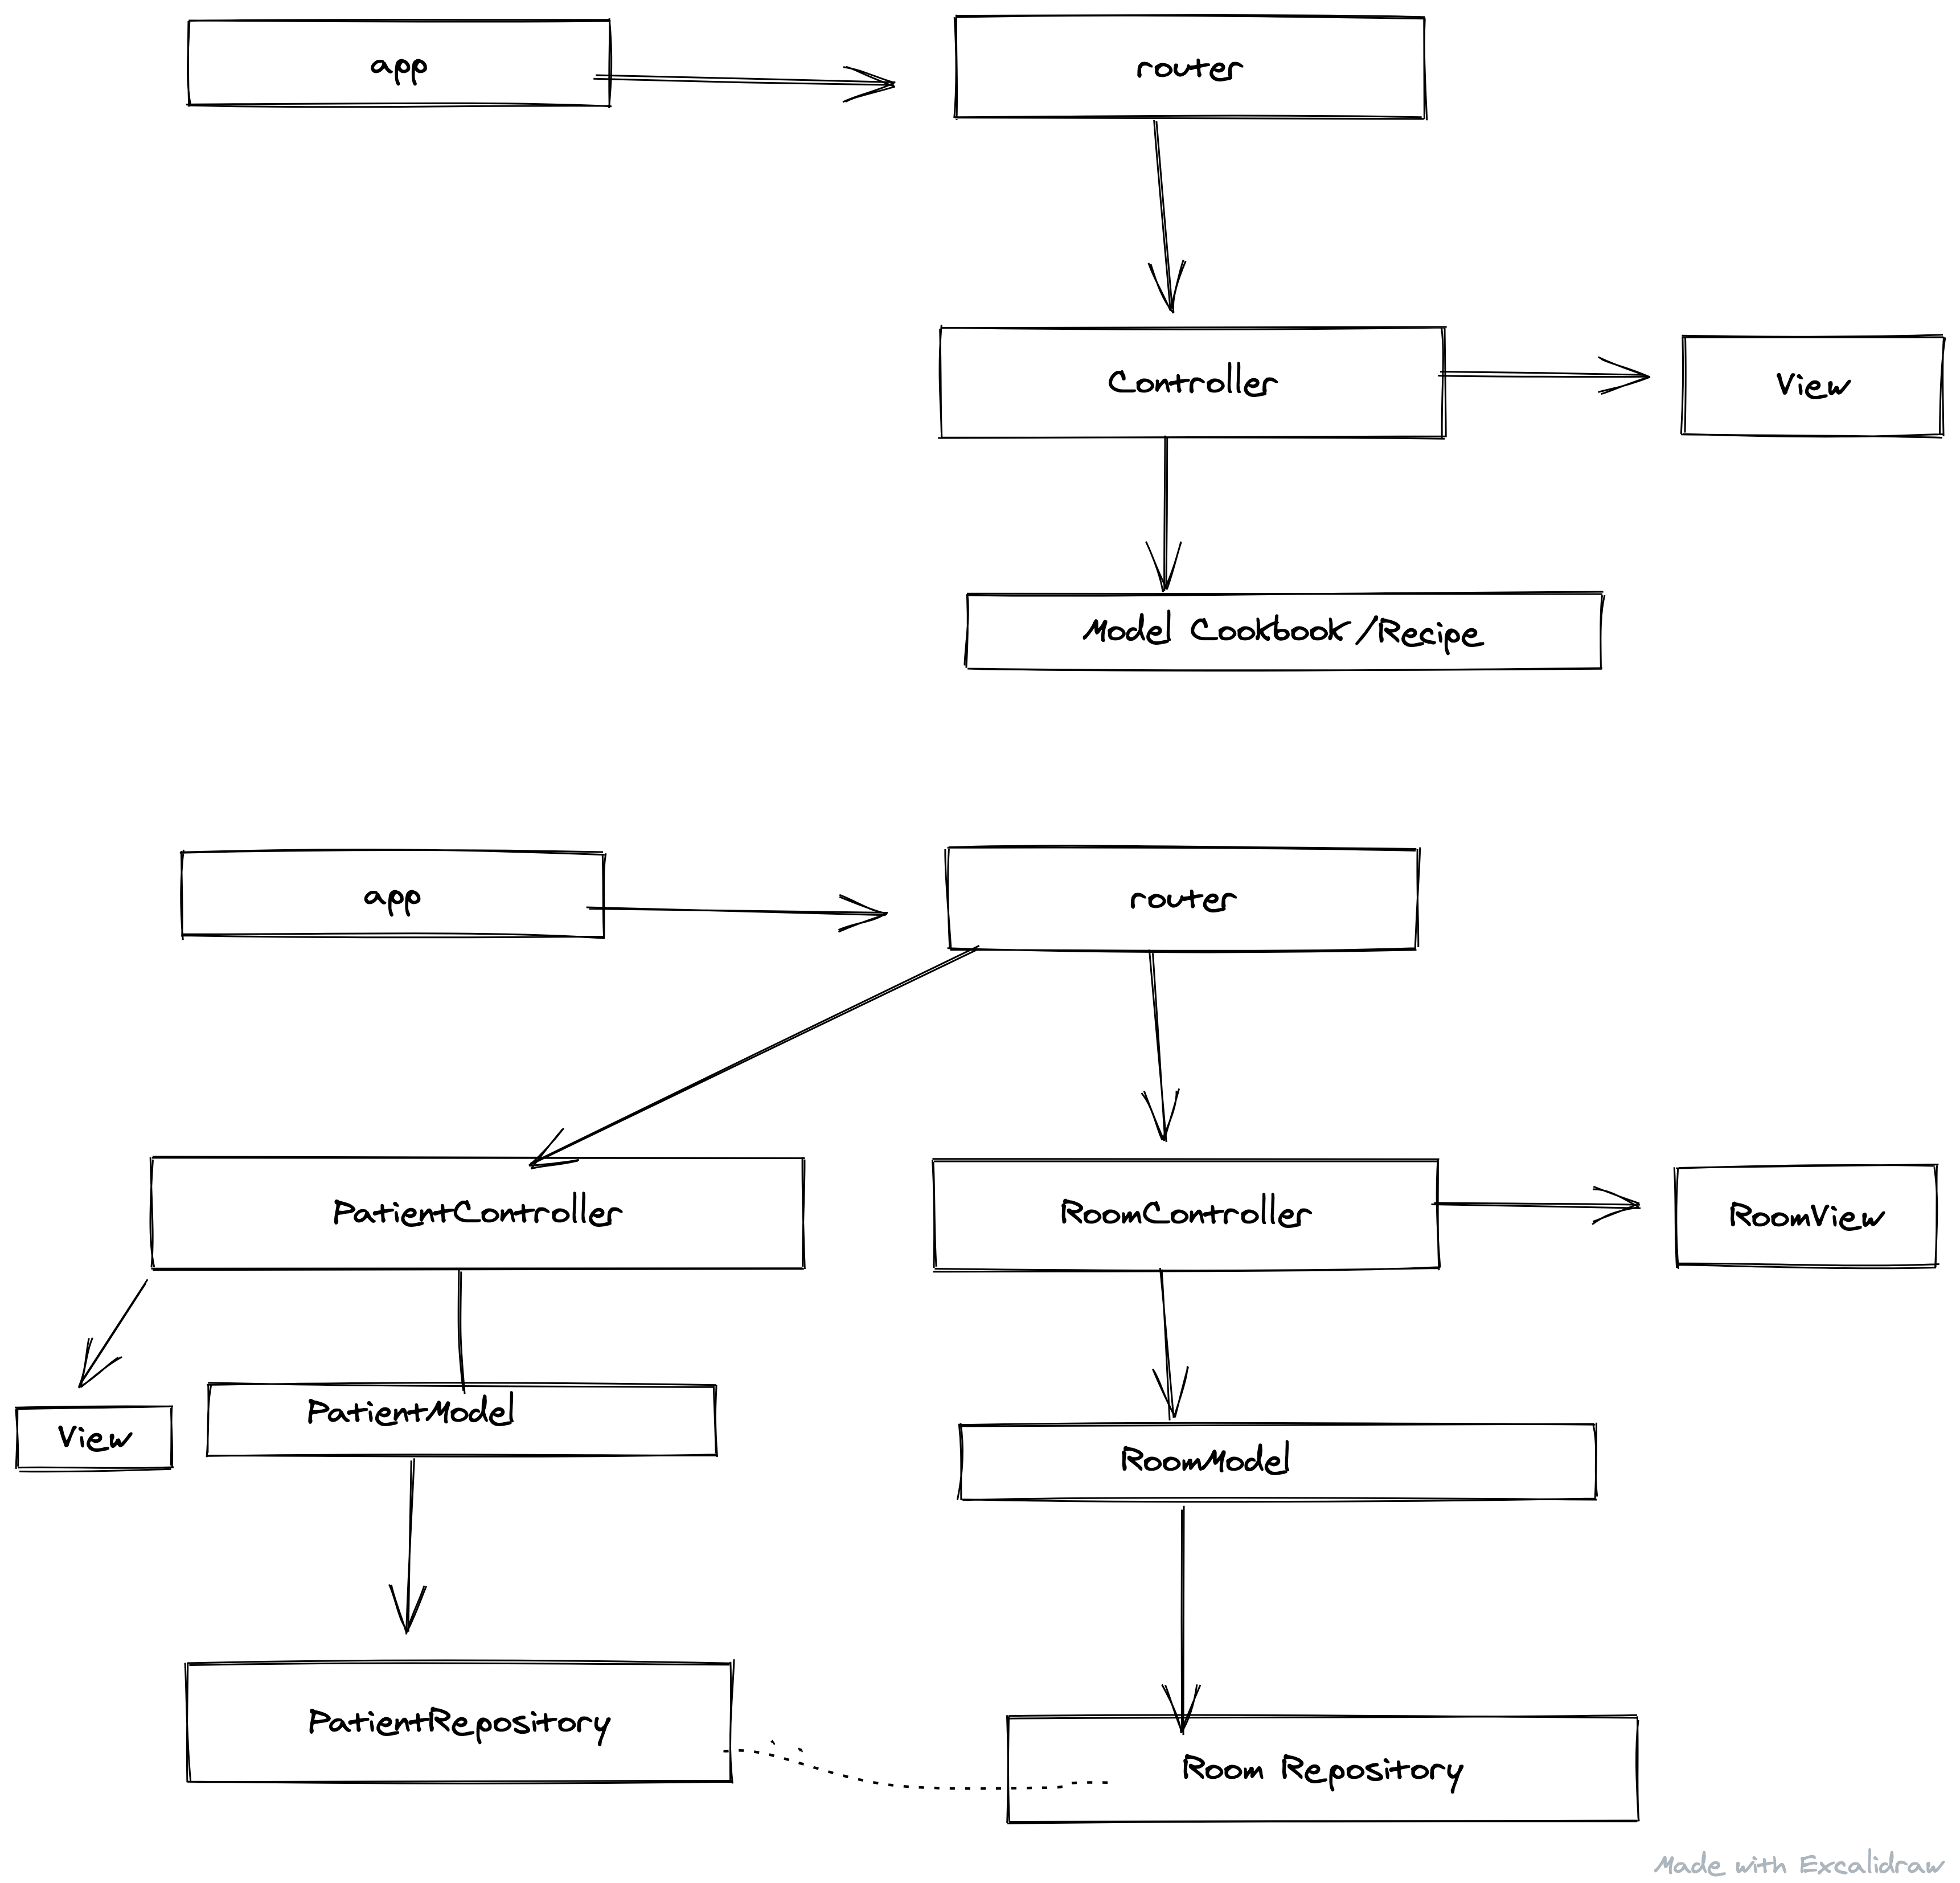 app
router
Controller
View
Model Cookbook/Recipe
app
router
PatientController
RoomController
RoomView
View
PatientModel
RoomModel
PatientRepository
Room Repository
Made with Excalidraw